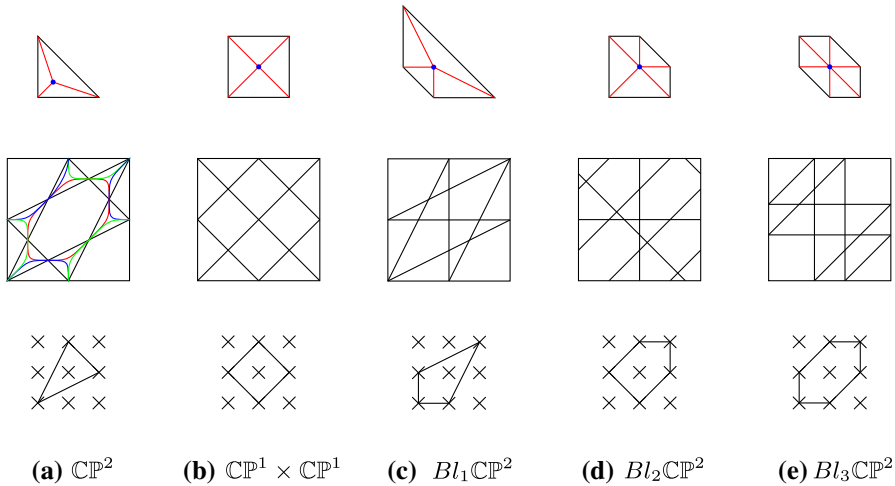 (a) ℂℙ² (b) ℂℙ¹ × ℂℙ¹ (c) Bl₁ℂℙ² (d) Bl₂ℂℙ² (e) Bl₃ℂℙ²